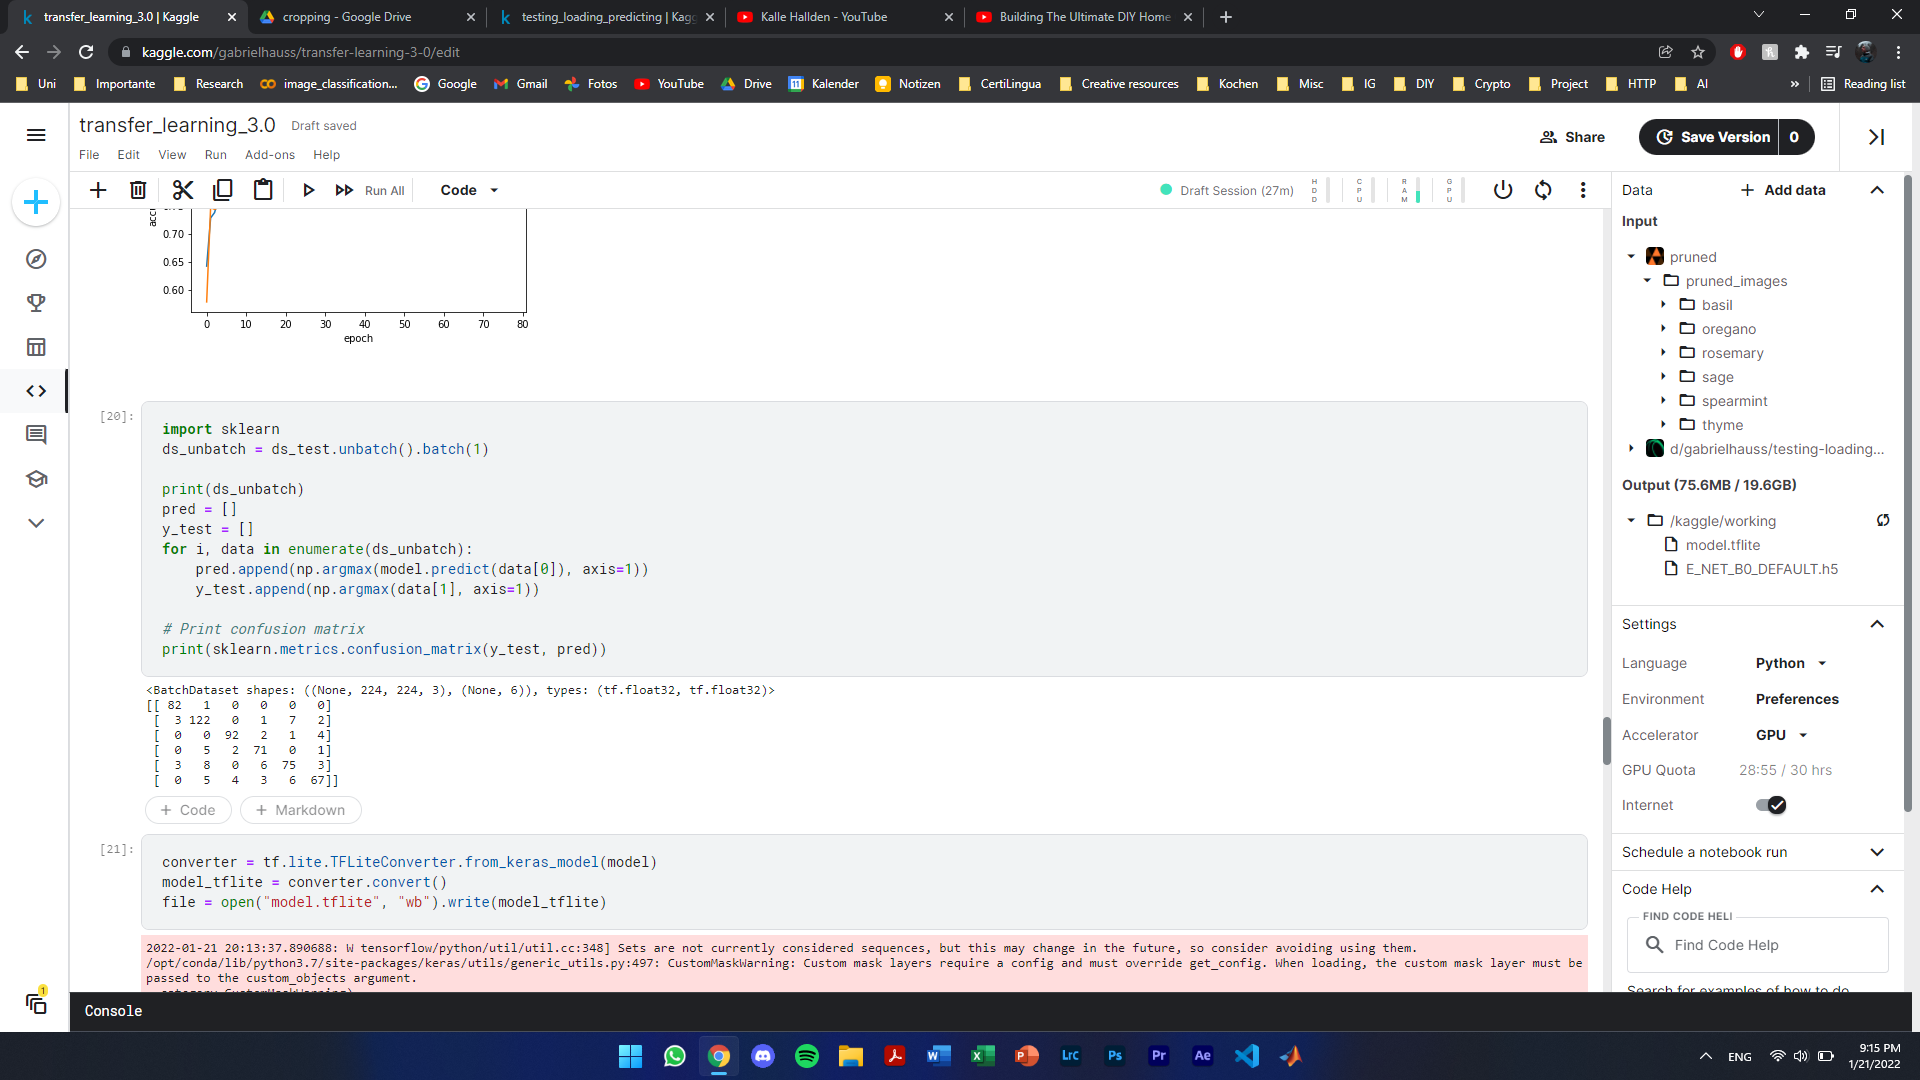 transfer_learning_3.0 | Kaggle
cropping - Google Drive
testing_loading_predicting | Kagg
Kalle Hallden - YouTube
Building The Ultimate DIY Home
kaggle.com/gabrielhauss/transfer-learning-3-0/edit
Uni Importante Research image_classification... Google Gmail Fotos YouTube Drive Kalender Notizen CertiLingua Creative resources Kochen Misc IG DIY Crypto Project HTTP AI » Reading list
transfer_learning_3.0 Draft saved
File Edit View Run Add-ons Help
Share
Save Version 0
Run All
Code
Draft Session (27m)
HDD
CPU
RAM
GPU
0.70
0.65
0.60
0 10 20 30 40 50 60 70 80
epoch
[20]:
import sklearn
ds_unbatch = ds_test.unbatch().batch(1)
print(ds_unbatch)
pred = []
y_test = []
for i, data in enumerate(ds_unbatch):
    pred.append(np.argmax(model.predict(data[0]), axis=1))
    y_test.append(np.argmax(data[1], axis=1))
# Print confusion matrix
print(sklearn.metrics.confusion_matrix(y_test, pred))
<BatchDataset shapes: ((None, 224, 224, 3), (None, 6)), types: (tf.float32, tf.float32)>
[[ 82   1   0   0   0   0]
 [  3 122   0   1   7   2]
 [  0   0  92   2   1   4]
 [  0   5   2  71   0   1]
 [  3   8   0   6  75   3]
 [  0   5   4   3   6  67]]
+ Code
+ Markdown
[21]:
converter = tf.lite.TFLiteConverter.from_keras_model(model)
model_tflite = converter.convert()
file = open("model.tflite", "wb").write(model_tflite)
2022-01-21 20:13:37.890688: W tensorflow/python/util/util.cc:348] Sets are not currently considered sequences, but this may change in the future, so consider avoiding using them.
/opt/conda/lib/python3.7/site-packages/keras/utils/generic_utils.py:497: CustomMaskWarning: Custom mask layers require a config and must override get_config. When loading, the custom mask layer must be
passed to the custom_objects argument.
Console
Data
+ Add data
Input
pruned
pruned_images
basil
oregano
rosemary
sage
spearmint
thyme
d/gabrielhauss/testing-loading...
Output (75.6MB / 19.6GB)
/kaggle/working
model.tflite
E_NET_B0_DEFAULT.h5
Settings
Language Python
Environment Preferences
Accelerator GPU
GPU Quota 28:55 / 30 hrs
Internet
Schedule a notebook run
Code Help
FIND CODE HELI
Find Code Help
Search for examples of how to do
1
ENG
9:15 PM
1/21/2022